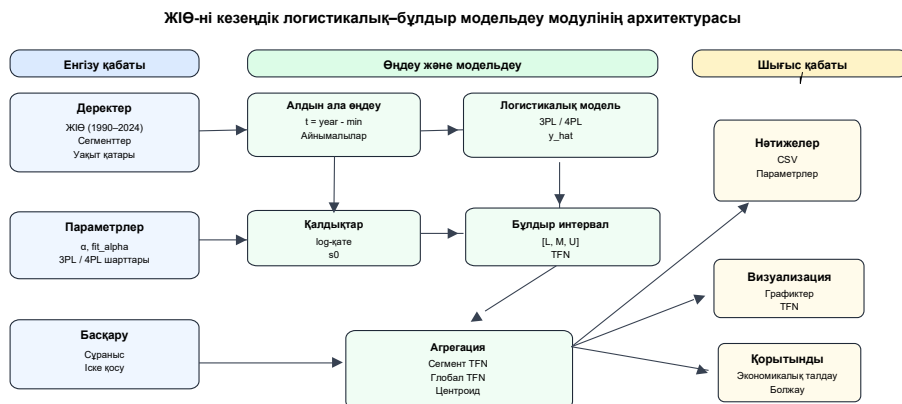 ЖІӨ-ні кезеңдік логистикалық–бұлдыр модельдеу модулінің архитектурасы
Енгізу қабаты
Өңдеу және модельдеу
Шығыс қабаты
Деректер
ЖІӨ (1990–2024)
Сегменттер
Уақыт қатары
Алдын ала өңдеу
t = year - min
Айнымалылар
Логистикалық модель
3PL / 4PL
y_hat
Нәтижелер
CSV
Параметрлер
Параметрлер
α, fit_alpha
3PL / 4PL шарттары
Қалдықтар
log-қате
s0
Бұлдыр интервал
[L, M, U]
TFN
Визуализация
Графиктер
TFN
Басқару
Сұраныс
Іске қосу
Агрегация
Сегмент TFN
Глобал TFN
Центроид
Қорытынды
Экономикалық талдау
Болжау